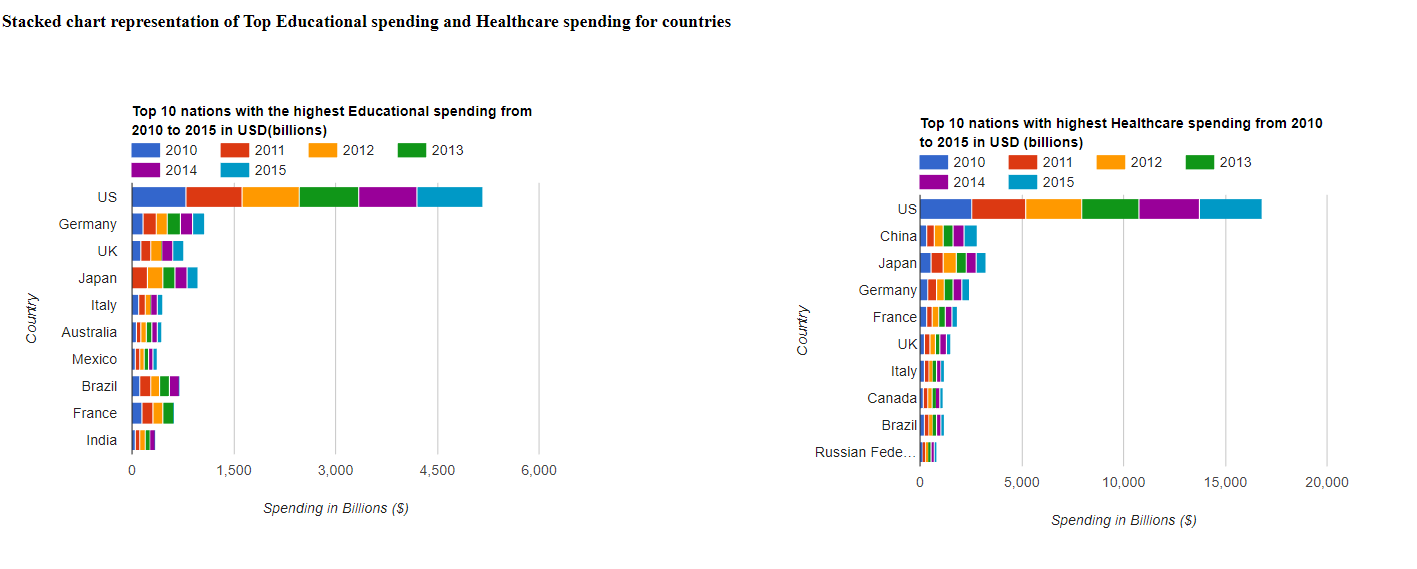 Stacked chart representation of Top Educational spending and Healthcare spending for countries
Top 10 nations with the highest Educational spending from
2010 to 2015 in USD(billions)
2010 2011 2012 2013
2014 2015
US
Germany
UK
Japan
Italy
Australia
Mexico
Brazil
France
India
Country
0 1,500 3,000 4,500 6,000
Spending in Billions ($)
Top 10 nations with highest Healthcare spending from 2010
to 2015 in USD (billions)
2010 2011 2012 2013
2014 2015
US
China
Japan
Germany
France
UK
Italy
Canada
Brazil
Russian Fede...
Country
0 5,000 10,000 15,000 20,000
Spending in Billions ($)